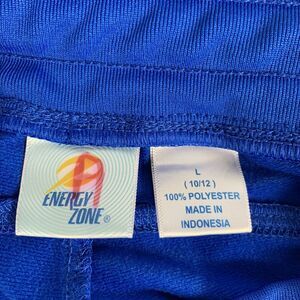 ENERGY
ZONE®
L
(10/12)
100% POLYESTER
MADE IN
INDONESIA